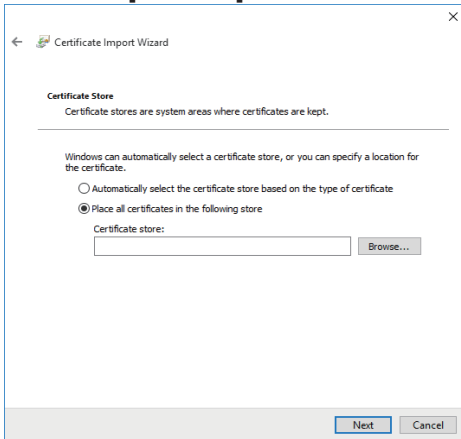 Certificate Import Wizard
Certificate Store
Certificate stores are system areas where certificates are kept.
Windows can automatically select a certificate store, or you can specify a location for
the certificate.
Automatically select the certificate store based on the type of certificate
Place all certificates in the following store
Certificate store:
Browse...
Next Cancel